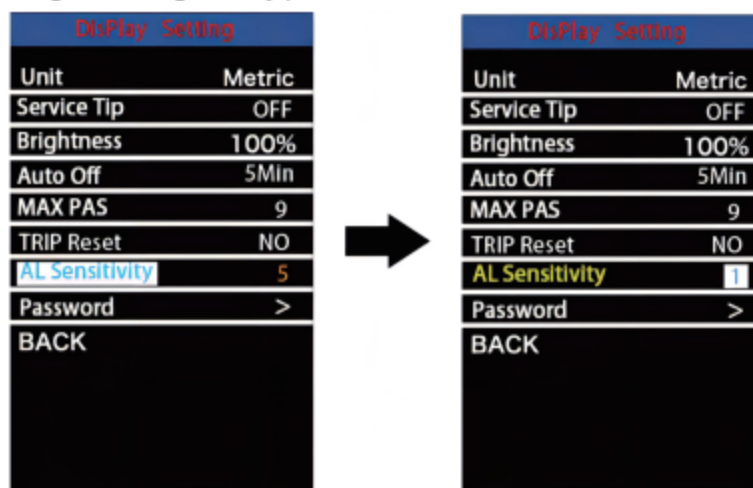 DIsPlay Setting
Unit Metric
Service Tip OFF
Brightness 100%
Auto Off 5Min
MAX PAS 9
TRIP Reset NO
AL Sensitivity 5
Password >
BACK
DIsPlay Setting
Unit Metric
Service Tip OFF
Brightness 100%
Auto Off 5Min
MAX PAS 9
TRIP Reset NO
AL Sensitivity 1
Password >
BACK